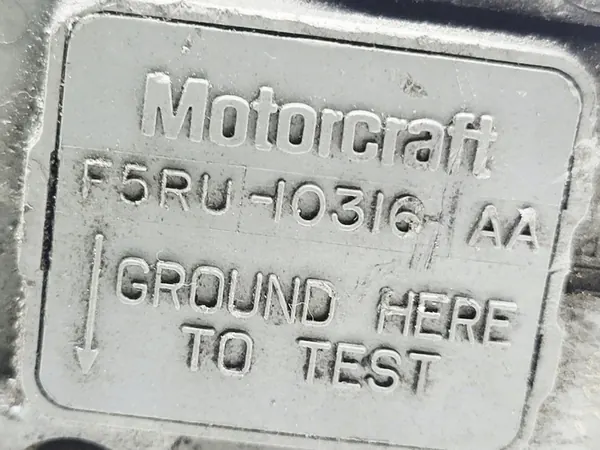 Motorcraft
F5RU-10316 AA
GROUND HERE
TO TEST